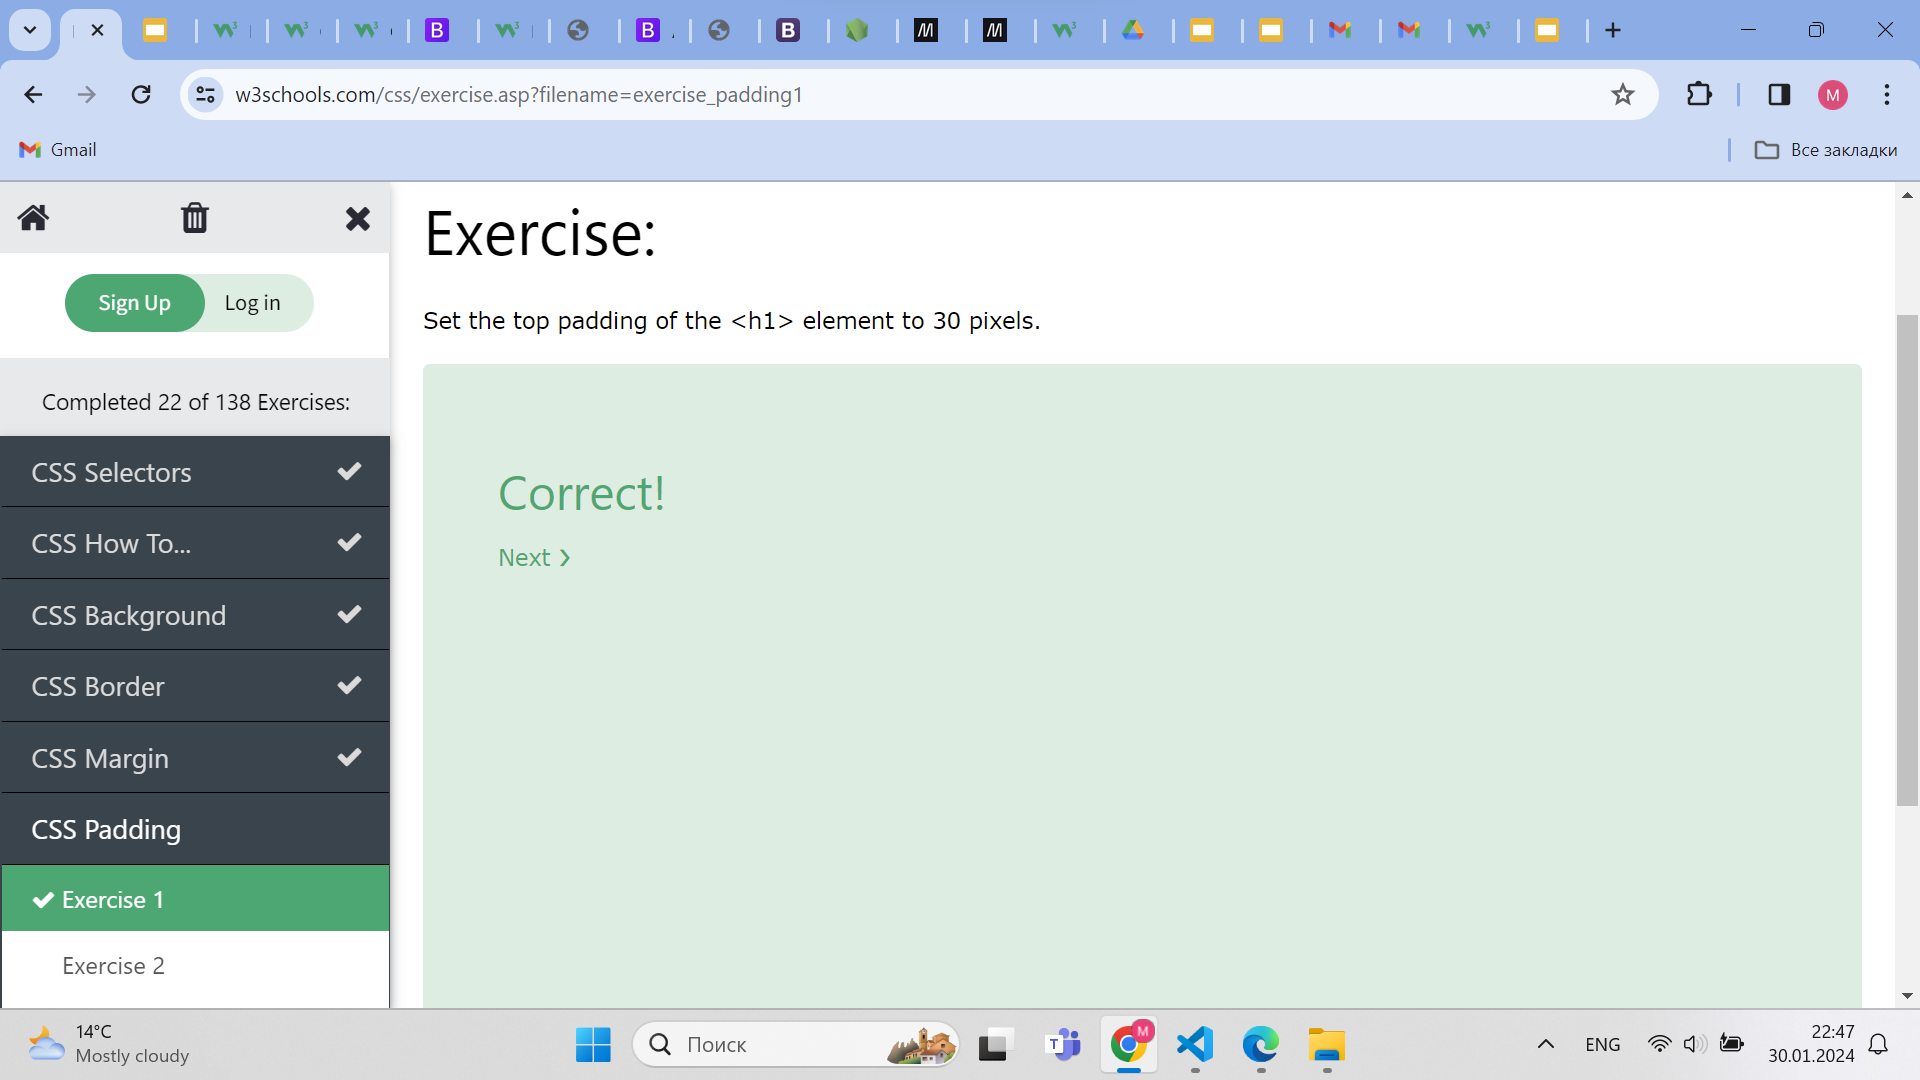 w3schools.com/css/exercise.asp?filename=exercise_padding1
M
Gmail
Все закладки
Sign Up
Log in
Completed 22 of 138 Exercises:
CSS Selectors
CSS How To...
CSS Background
CSS Border
CSS Margin
CSS Padding
Exercise 1
Exercise 2
Exercise:
Set the top padding of the <h1> element to 30 pixels.
Correct!
Next ❯
14°C
Mostly cloudy
Поиск
M
ENG
22:47
30.01.2024